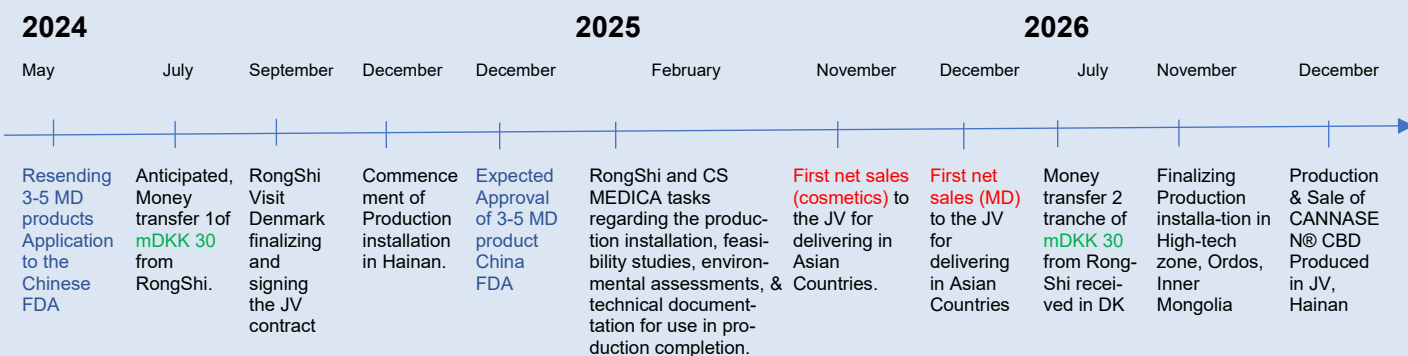 2024 2025 2026
May July September December December February November December July November December
Resending
3-5 MD
products
Application
to the
Chinese
FDA
Anticipated,
Money
transfer 1of
mDKK 30
from
RongShi.
RongShi
Visit
Denmark
finalizing
and
signing
the JV
contract
Commence
ment of
Production
installation
in Hainan.
Expected
Approval
of 3-5 MD
product
China
FDA
RongShi and CS
MEDICA tasks
regarding the produc-
tion installation, feasi-
bility studies, environ-
mental assessments, &
technical document-
tation for use in pro-
duction completion.
First net sales
(cosmetics) to
the JV for
delivering in
Asian
Countries.
First net
sales (MD)
to the JV
for
delivering
in Asian
Countries
Money
transfer 2
tranche of
mDKK 30
from Rong-
Shi recei-
ved in DK
Finalizing
Production
installa-tion in
High-tech
zone, Ordos,
Inner
Mongolia
Production
& Sale of
CANNASE
N® CBD
Produced
in JV,
Hainan